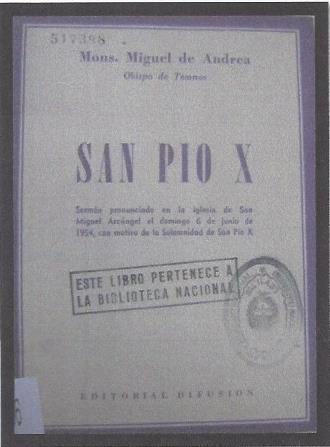 517398
Mons. Miguel de Andrea
Obispo de Temnos
SAN PIO X
Sermón pronunciado en la iglesia de San
Miguel Arcángel el domingo 6 de junio de
1954, con motivo de la Solemnidad de San Pío X
ESTE LIBRO PERTENECE A
LA BIBLIOTECA NACIONAL
EDITORIAL DIFUSION